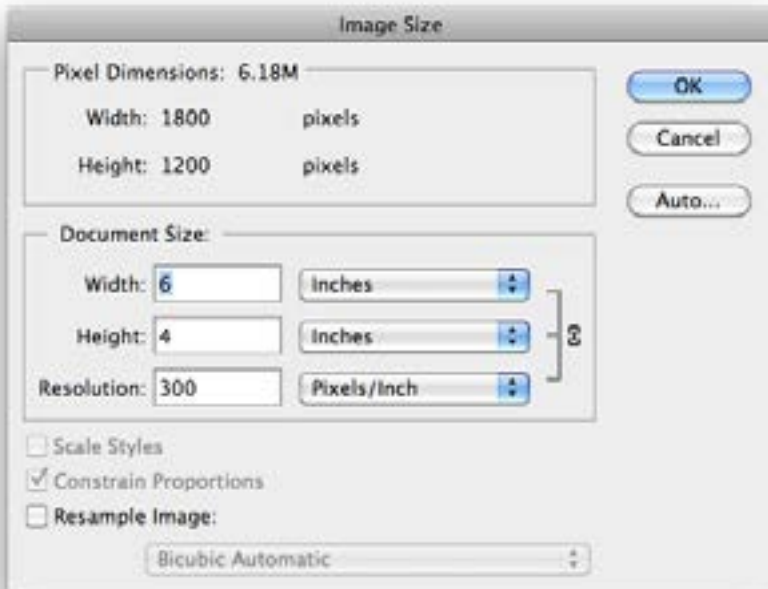 Image Size
Pixel Dimensions: 6.18M
Width: 1800 pixels
Height: 1200 pixels
OK
Cancel
Auto...
Document Size:
Width: 6 Inches
Height: 4 Inches
Resolution: 300 Pixels/Inch
Scale Styles
Constrain Proportions
Resample Image:
Bicubic Automatic